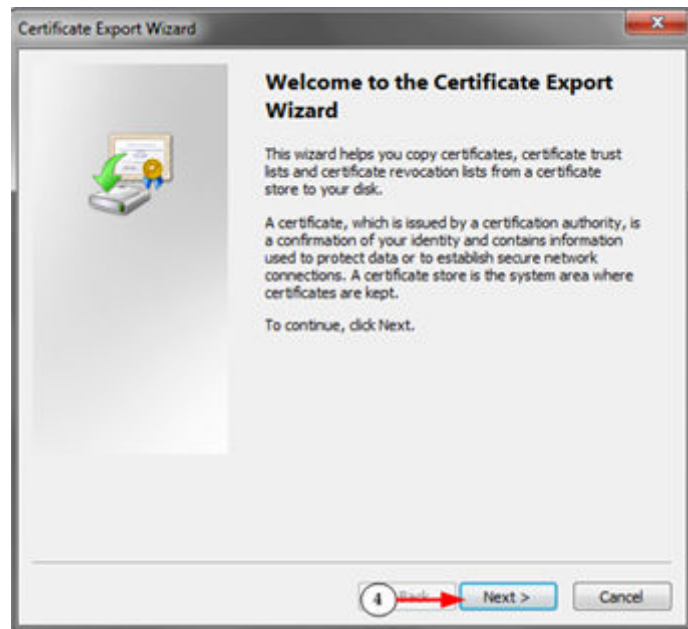 Certificate Export Wizard
Welcome to the Certificate Export
Wizard
This wizard helps you copy certificates, certificate trust
lists and certificate revocation lists from a certificate
store to your disk.
A certificate, which is issued by a certification authority, is
a confirmation of your identity and contains information
used to protect data or to establish secure network
connections. A certificate store is the system area where
certificates are kept.
To continue, click Next.
4 Back Next > Cancel